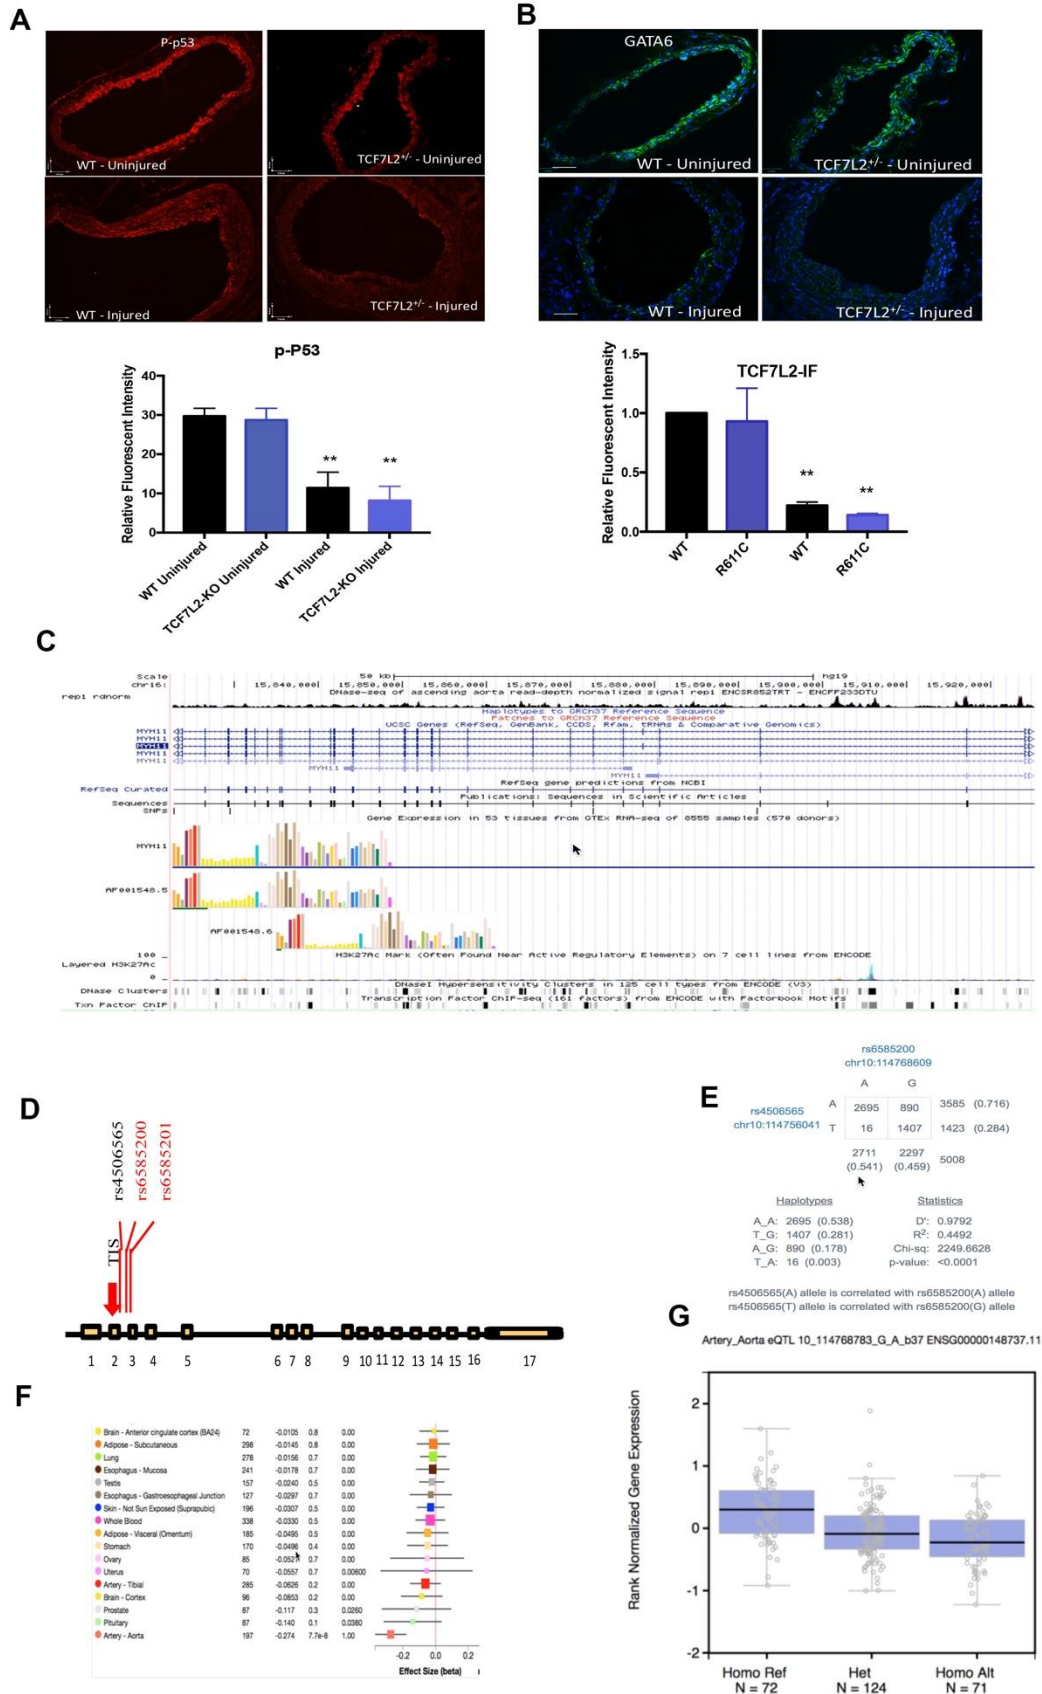 A
P-p53
WT - Uninjured
TCF7L2+/- - Uninjured
WT - Injured
TCF7L2+/- - Injured
p-P53
Relative Fluorescent Intensity
40
30
20
10
0
**
**
WT Uninjured
TCF7L2-KO Uninjured
WT Injured
TCF7L2-KO Injured
B
GATA6
WT - Uninjured
TCF7L2+/- - Uninjured
WT - Injured
TCF7L2+/- - Injured
TCF7L2-IF
Relative Fluorescent Intensity
1.5
1.0
0.5
0.0
**
**
WT
R611C
WT
R611C
C
Scale
50 kb
hg19
chr16:
15,840,000
15,850,000
15,860,000
15,870,000
15,880,000
15,890,000
15,900,000
15,910,000
15,920,000
DNase-seq of ascending aorta read-depth normalized signal rep1 ENCSR852TRT - ENCFF233DTU
rep1 rdnorm
Haplotypes to GRCh37 Reference Sequence
Patches to GRCh37 Reference Sequence
UCSC Genes (RefSeq, GenBank, CCDS, Rfam, tRNAs & Comparative Genomics)
MYH11
MYH11
MYH11
MYH11
MYH11
MYH11
MYH11
RefSeq gene predictions from NCBI
RefSeq Curated
Publications: Sequences in Scientific Articles
Sequences
SNPs
Gene Expression in 53 tissues from GTEx RNA-seq of 8555 samples (570 donors)
MYH11
AF001548.5
AF001548.6
H3K27Ac Mark (Often Found Near Active Regulatory Elements) on 7 cell lines from ENCODE
100
Layered H3K27Ac
0
DNaseI Hypersensitivity Clusters in 125 cell types from ENCODE (V3)
DNase Clusters
Transcription Factor ChIP-seq (161 factors) from ENCODE with Factorbook Motifs
Txn Factor ChIP
D
rs4506565
rs6585200
rs6585201
TIS
1 2 3 4 5 6 7 8 9 10 11 12 13 14 15 16 17
E
rs6585200
chr10:114768609
A G
rs4506565
chr10:114756041
A 2695 890 3585 (0.716)
T 16 1407 1423 (0.284)
2711 2297 5008
(0.541) (0.459)
Haplotypes
A_A: 2695 (0.538)
T_G: 1407 (0.281)
A_G: 890 (0.178)
T_A: 16 (0.003)
Statistics
D': 0.9792
R2: 0.4492
Chi-sq: 2249.6628
p-value: <0.0001
rs4506565(A) allele is correlated with rs6585200(A) allele
rs4506565(T) allele is correlated with rs6585200(G) allele
F
Brain - Anterior cingulate cortex (BA24) 72 -0.0105 0.8 0.00
Adipose - Subcutaneous 298 -0.0145 0.8 0.00
Lung 278 -0.0156 0.7 0.00
Esophagus - Mucosa 241 -0.0178 0.7 0.00
Testis 157 -0.0240 0.5 0.00
Esophagus - Gastroesophageal Junction 127 -0.0297 0.7 0.00
Skin - Not Sun Exposed (Suprapubic) 196 -0.0307 0.5 0.00
Whole Blood 338 -0.0330 0.5 0.00
Adipose - Visceral (Omentum) 185 -0.0495 0.5 0.00
Stomach 170 -0.0496 0.4 0.00
Ovary 85 -0.0527 0.7 0.00
Uterus 70 -0.0557 0.7 0.00600
Artery - Tibial 285 -0.0626 0.2 0.00
Brain - Cortex 96 -0.0853 0.2 0.00
Prostate 87 -0.117 0.3 0.0260
Pituitary 87 -0.140 0.1 0.0380
Artery - Aorta 197 -0.274 7.7e-8 1.00
-0.2 0.0 0.2
Effect Size (beta)
G
Artery_Aorta eQTL 10_114768783_G_A_b37 ENSG00000148737.11
Rank Normalized Gene Expression
2
1
0
-1
-2
Homo Ref
N = 72
Het
N = 124
Homo Alt
N = 71